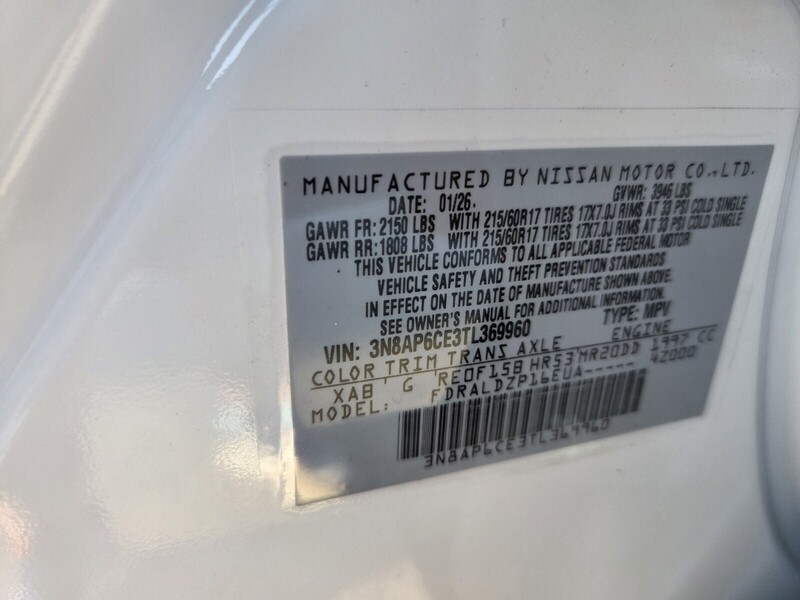 MANUFACTURED BY NISSAN MOTOR CO., LTD.
DATE: 01/26. GVWR: 3946 LBS
GAWR FR: 2150 LBS WITH 215/60R17 TIRES 17X7.0J RIMS AT 33 PSI COLD SINGLE
GAWR RR: 1808 LBS WITH 215/60R17 TIRES 17X7.0J RIMS AT 33 PSI COLD SINGLE
THIS VEHICLE CONFORMS TO ALL APPLICABLE FEDERAL MOTOR
VEHICLE SAFETY AND THEFT PREVENTION STANDARDS
IN EFFECT ON THE DATE OF MANUFACTURE SHOWN ABOVE.
SEE OWNER'S MANUAL FOR ADDITIONAL INFORMATION.
VIN: 3N8AP6CE3TL369960 TYPE: MPV
COLOR TRIM TRANS AXLE ENGINE
XAB ' G 'RE0F15B HR53'MR20DD 1997 CC
MODEL: FDRALDZP16EUA----- 42000
3N8AP6CE3TL369960